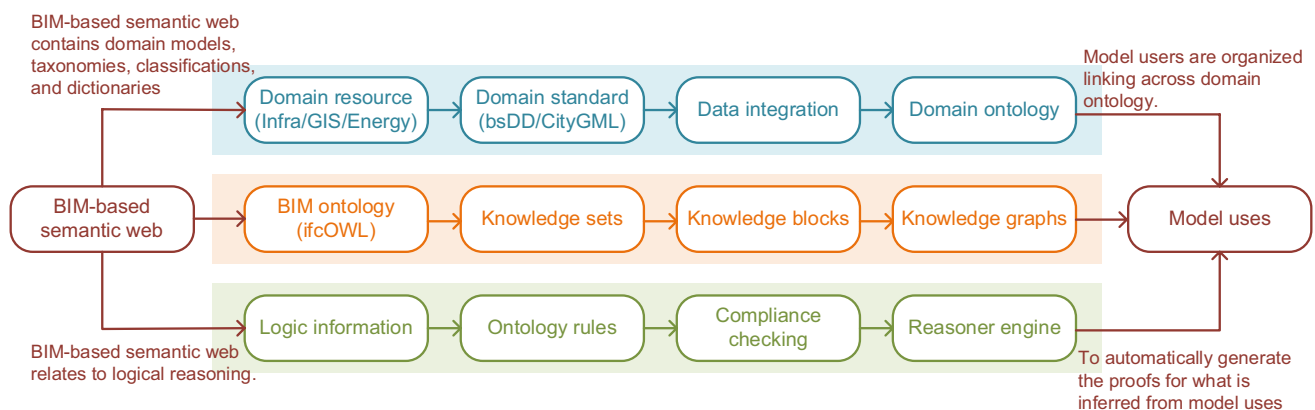 BIM-based semantic web
contains domain models,
taxonomies, classifications,
and dictionaries
Domain resource
(Infra/GIS/Energy)
Domain standard
(bsDD/CityGML)
Data integration
Domain ontology
Model users are organized
linking across domain
ontology.
BIM-based
semantic web
BIM ontology
(ifcOWL)
Knowledge sets
Knowledge blocks
Knowledge graphs
Model uses
Logic information
Ontology rules
Compliance
checking
Reasoner engine
BIM-based semantic web
relates to logical reasoning.
To automatically generate
the proofs for what is
inferred from model uses